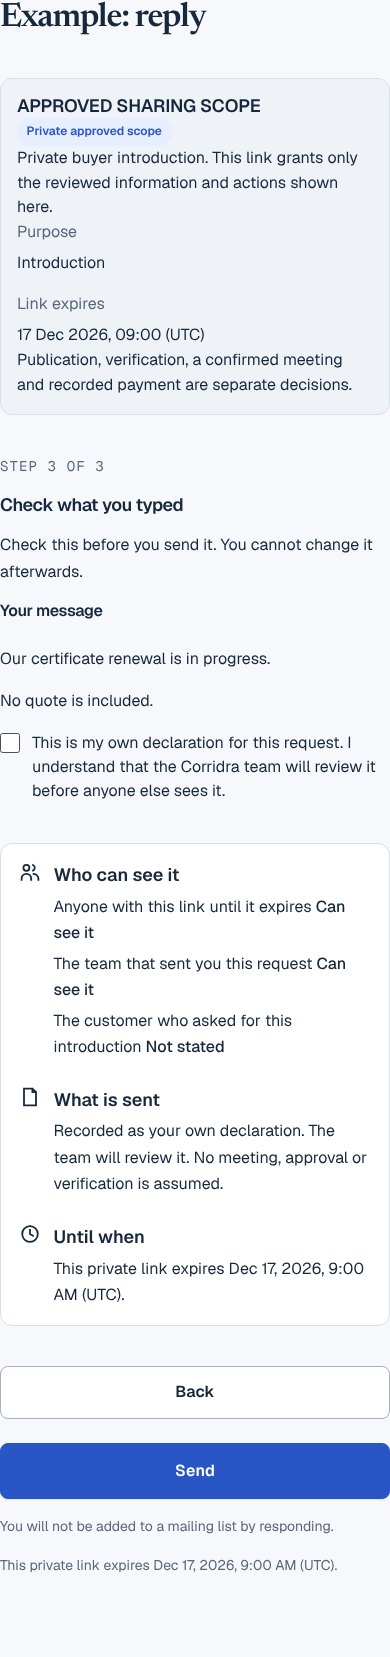 Example: reply
APPROVED SHARING SCOPE
Private approved scope
Private buyer introduction. This link grants only
the reviewed information and actions shown
here.
Purpose
Introduction
Link expires
17 Dec 2026, 09:00 (UTC)
Publication, verification, a confirmed meeting
and recorded payment are separate decisions.
STEP 3 OF 3
Check what you typed
Check this before you send it. You cannot change it
afterwards.
Your message
Our certificate renewal is in progress.
No quote is included.
This is my own declaration for this request. I
understand that the Corridra team will review it
before anyone else sees it.
Who can see it
Anyone with this link until it expires Can
see it
The team that sent you this request Can
see it
The customer who asked for this
introduction Not stated
What is sent
Recorded as your own declaration. The
team will review it. No meeting, approval or
verification is assumed.
Until when
This private link expires Dec 17, 2026, 9:00
AM (UTC).
Back
Send
You will not be added to a mailing list by responding.
This private link expires Dec 17, 2026, 9:00 AM (UTC).